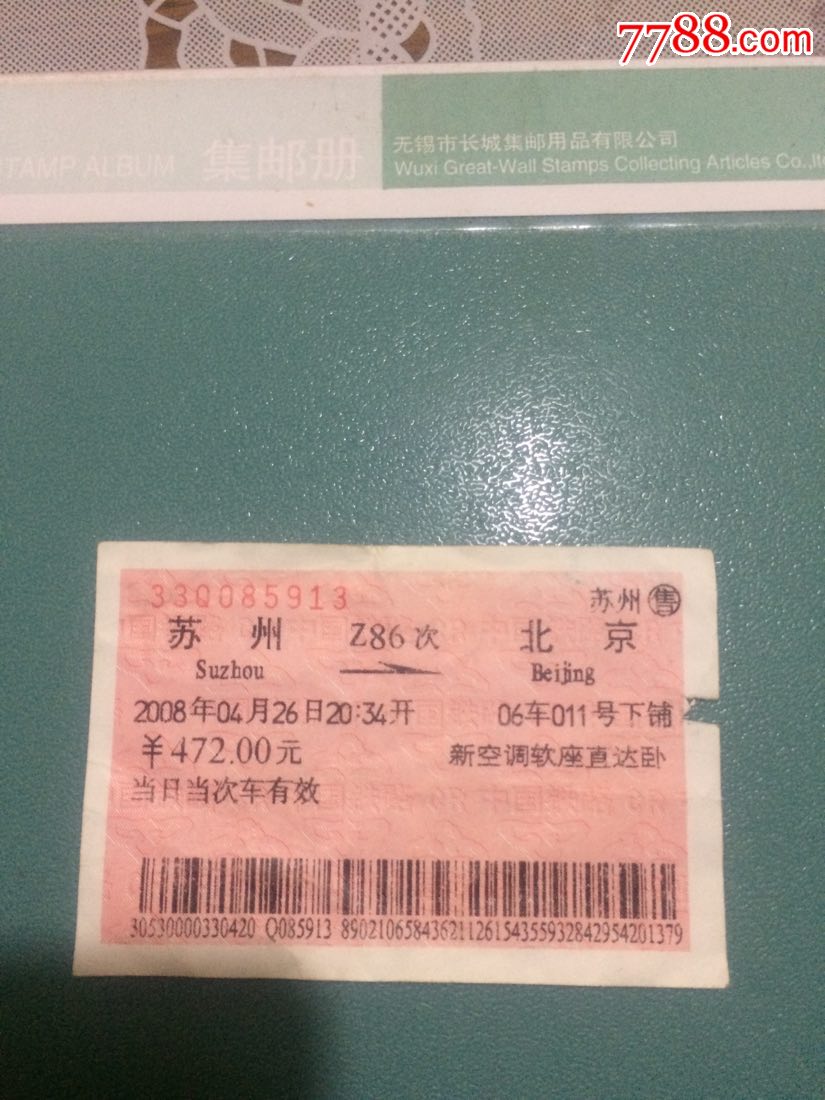 7788.com
STAMP ALBUM 集邮册
无锡市长城集邮用品有限公司
Wuxi Great-Wall Stamps Collecting Articles Co.,lt
33Q085913
苏州 售
苏州 Z86次 北京
Suzhou Beijing
2008年04月26日20:34开 06车011号下铺
¥472.00元 新空调软座直达卧
当日当次车有效
30530000330420 Q085913 890210658436211261543559328429542013​79